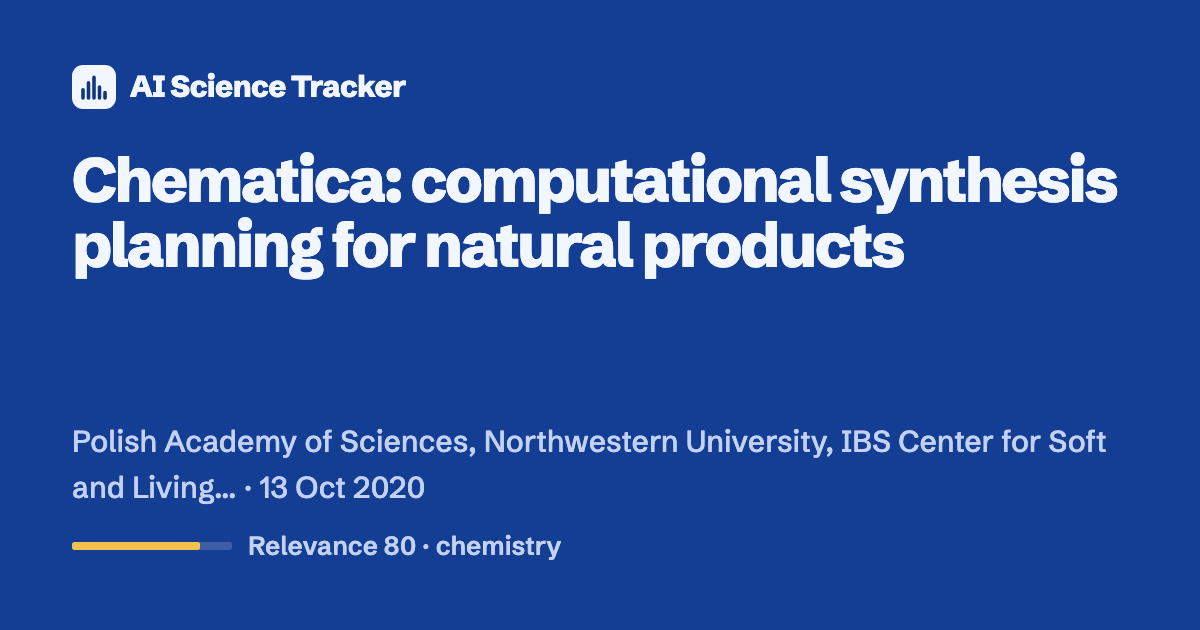 AI Science Tracker
Chematica: computational synthesis
planning for natural products
Polish Academy of Sciences, Northwestern University, IBS Center for Soft
and Living… · 13 Oct 2020
Relevance 80 · chemistry